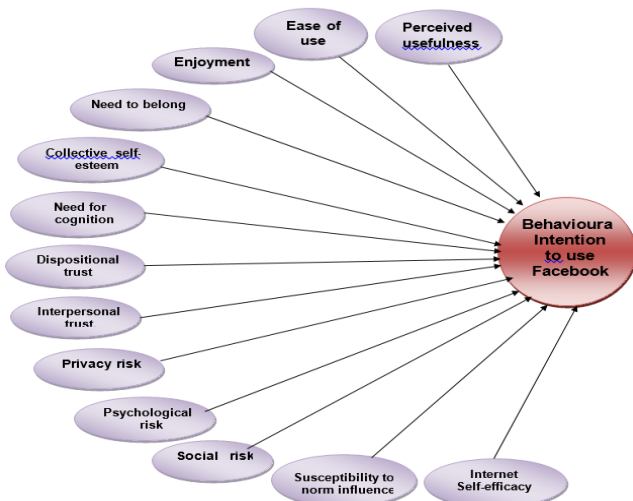 Ease of
use
Perceived
usefulness
Enjoyment
Need to belong
Collective self-
esteem
Need for
cognition
Dispositional
trust
Interpersonal
trust
Privacy risk
Psychological
risk
Social risk
Susceptibility to
norm influence
Internet
Self-efficacy
Behavioura
Intention
to use
Facebook